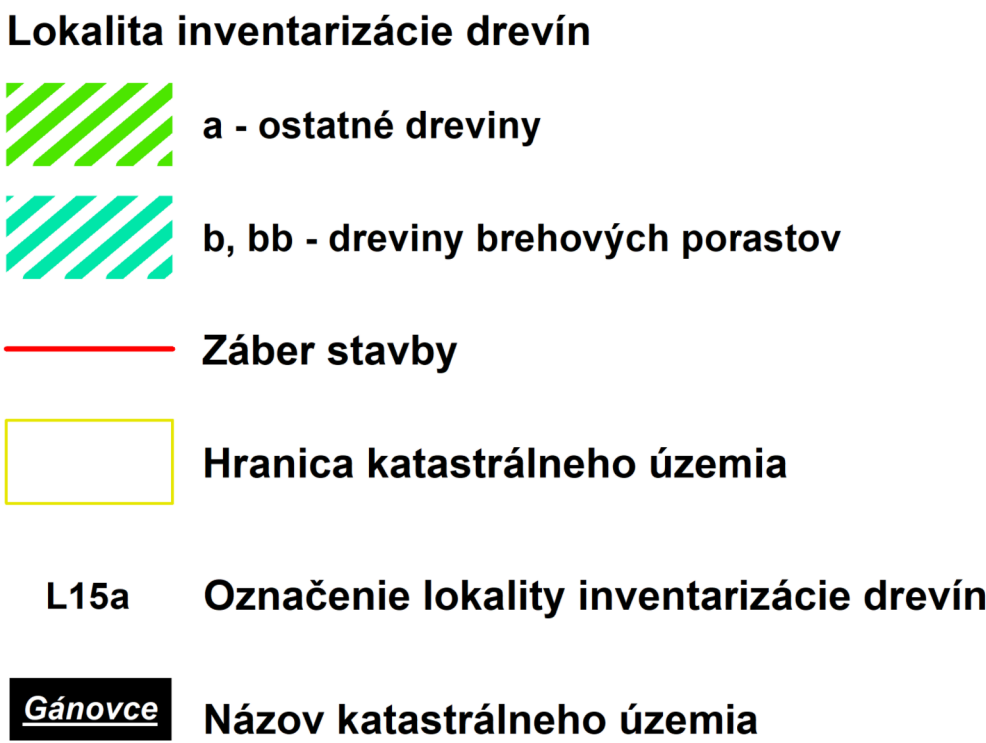 Lokalita inventarizácie drevín
a - ostatné dreviny
b, bb - dreviny brehových porastov
Záber stavby
Hranica katastrálneho územia
L15a Označenie lokality inventarizácie drevín
Gánovce Názov katastrálneho územia